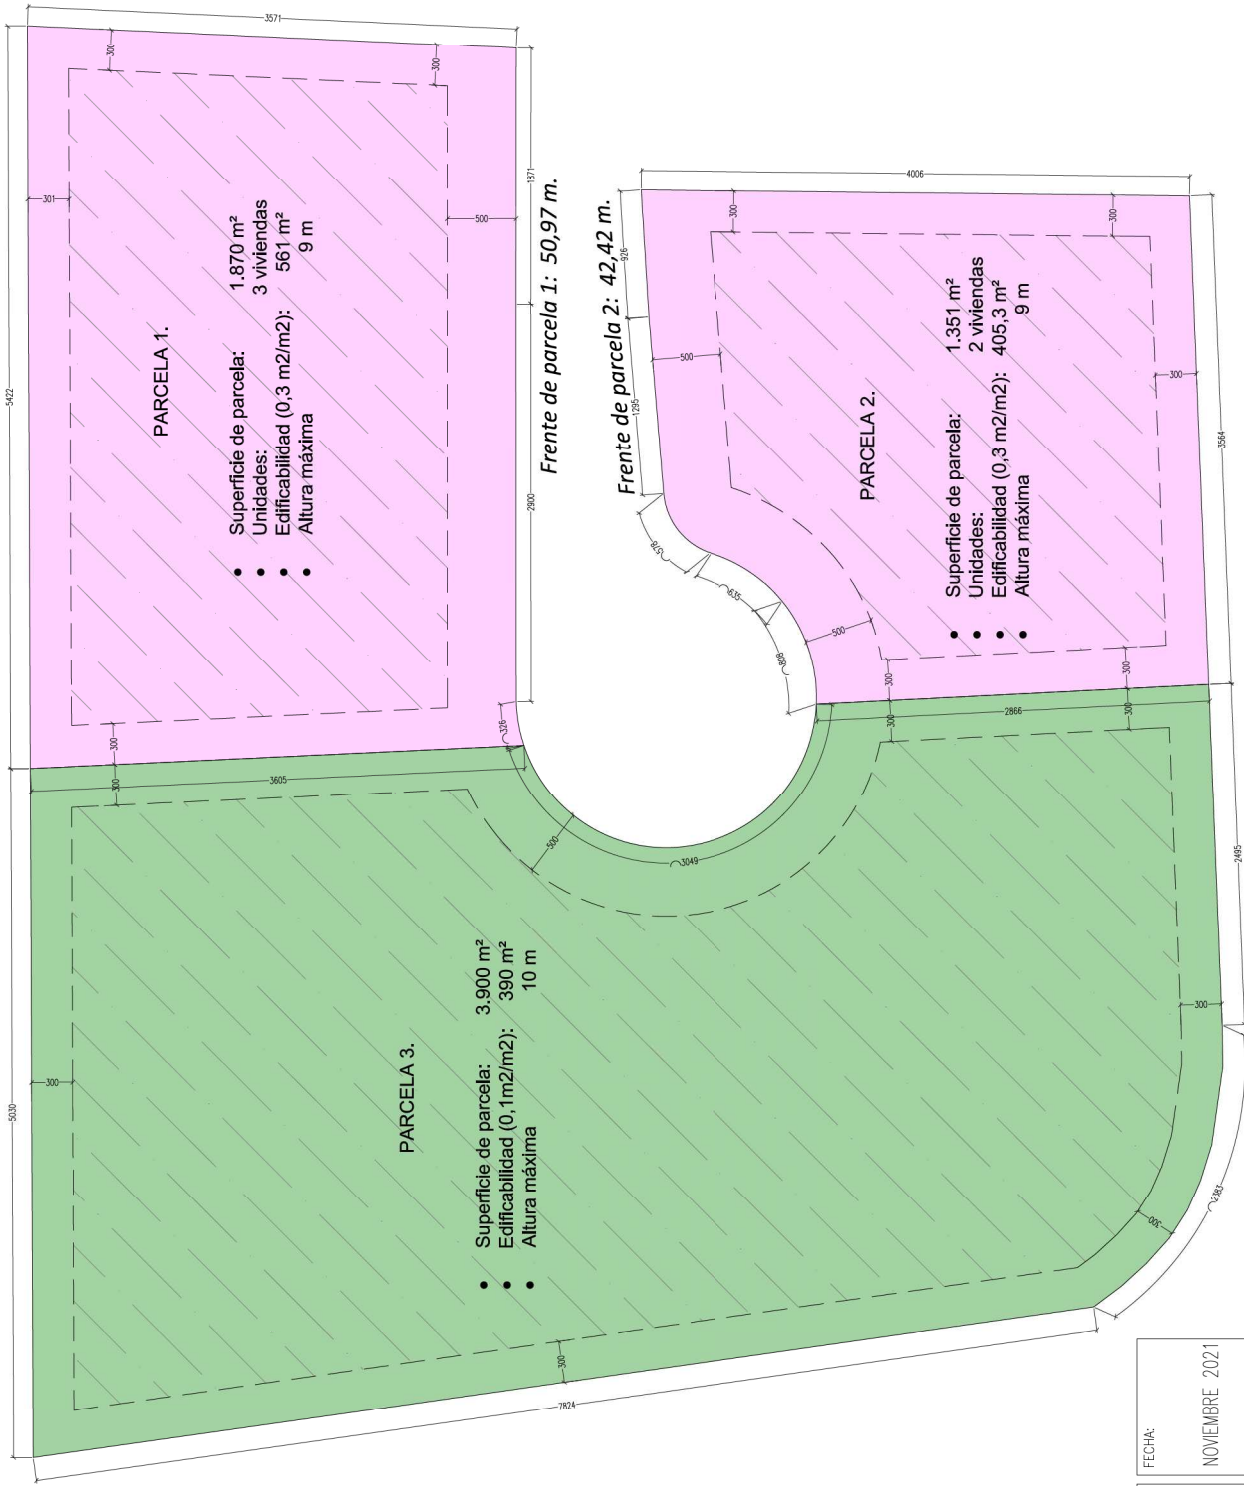 PARCELA 1.
Superficie de parcela: 1.870 m²
Unidades: 3 viviendas
Edificabilidad (0,3 m2/m2): 561 m²
Altura máxima 9 m
Frente de parcela 1: 50,97 m.
Frente de parcela 2: 42,42 m.
PARCELA 2.
Superficie de parcela: 1.351 m²
Unidades: 2 viviendas
Edificabilidad (0,3 m2/m2): 405,3 m²
Altura máxima 9 m
PARCELA 3.
Superficie de parcela: 3.900 m²
Edificabilidad (0,1m2/m2): 390 m²
Altura máxima 10 m
3571
301
300
301
500
5422
1371
2900
326
300
300
3605
4006
926
300
300
500
1295
578
635
500
300
300
3564
300
300
300
2866
500
3049
5030
300
2495
300
2383
300
300
7824
FECHA:
NOVIEMBRE 2021